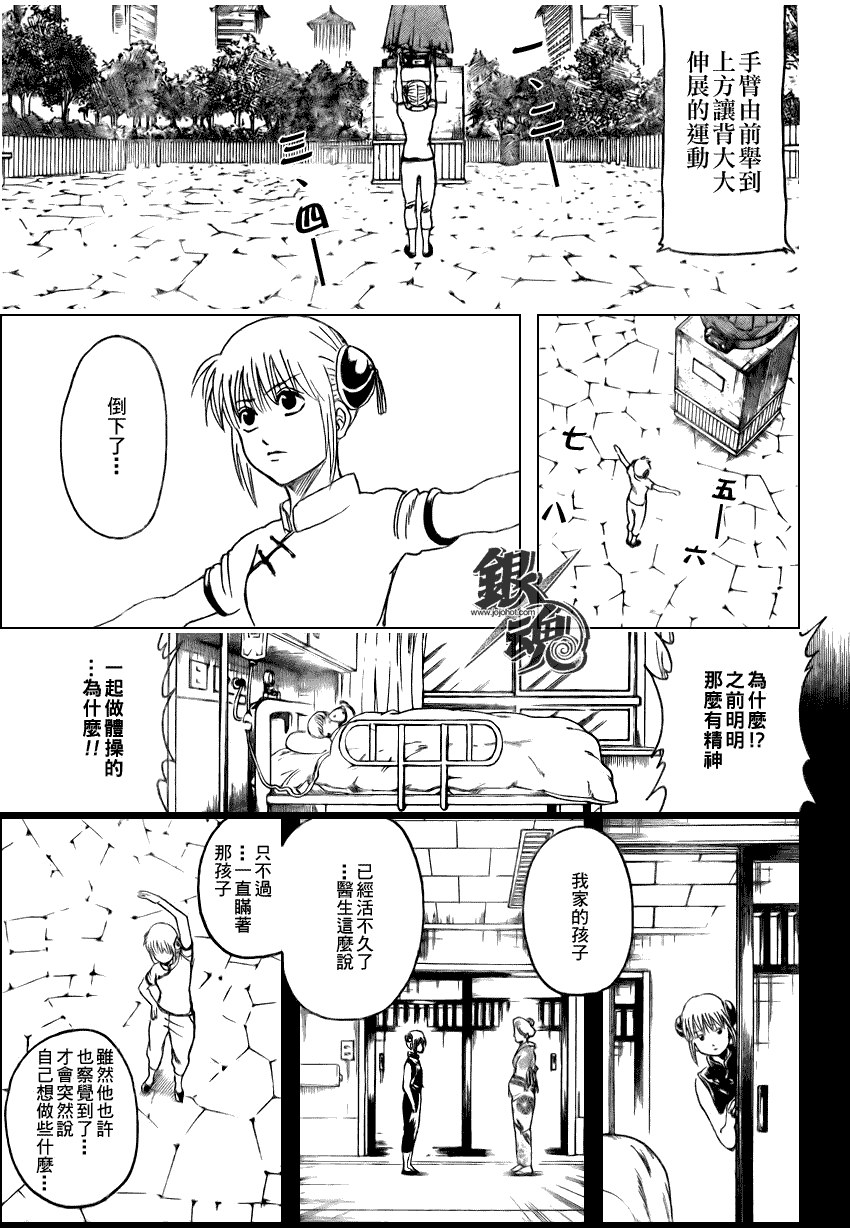 手臂由前舉到
上方讓背大大
伸展的運動
一、二—
三、四—
五—六
七
八
倒下了…
銀魂
www.jojohot.com
為什麼!?
之前明明
那麼有精神
一起做體操的
…為什麼!!
我家的孩子
已經活不久了
…醫生這麼說
只不過
…一直瞞著
那孩子
雖然他也許
也察覺到了…
才會突然說
自己想做些什麼…